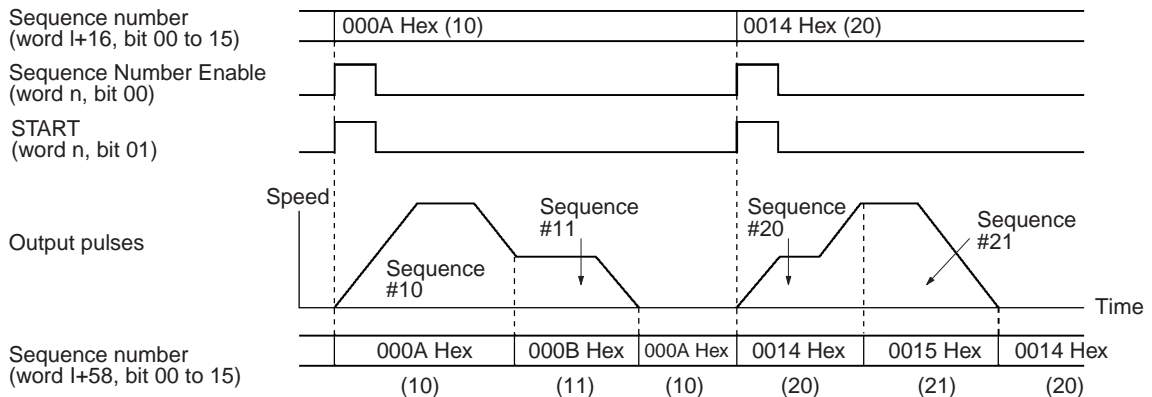 Sequence number
(word I+16, bit 00 to 15)
000A Hex (10)
0014 Hex (20)
Sequence Number Enable
(word n, bit 00)
START
(word n, bit 01)
Speed
Output pulses
Sequence
#10
Sequence
#11
Sequence
#20
Sequence
#21
Time
Sequence number
(word I+58, bit 00 to 15)
000A Hex
000B Hex
000A Hex
0014 Hex
0015 Hex
0014 Hex
(10)
(11)
(10)
(20)
(21)
(20)